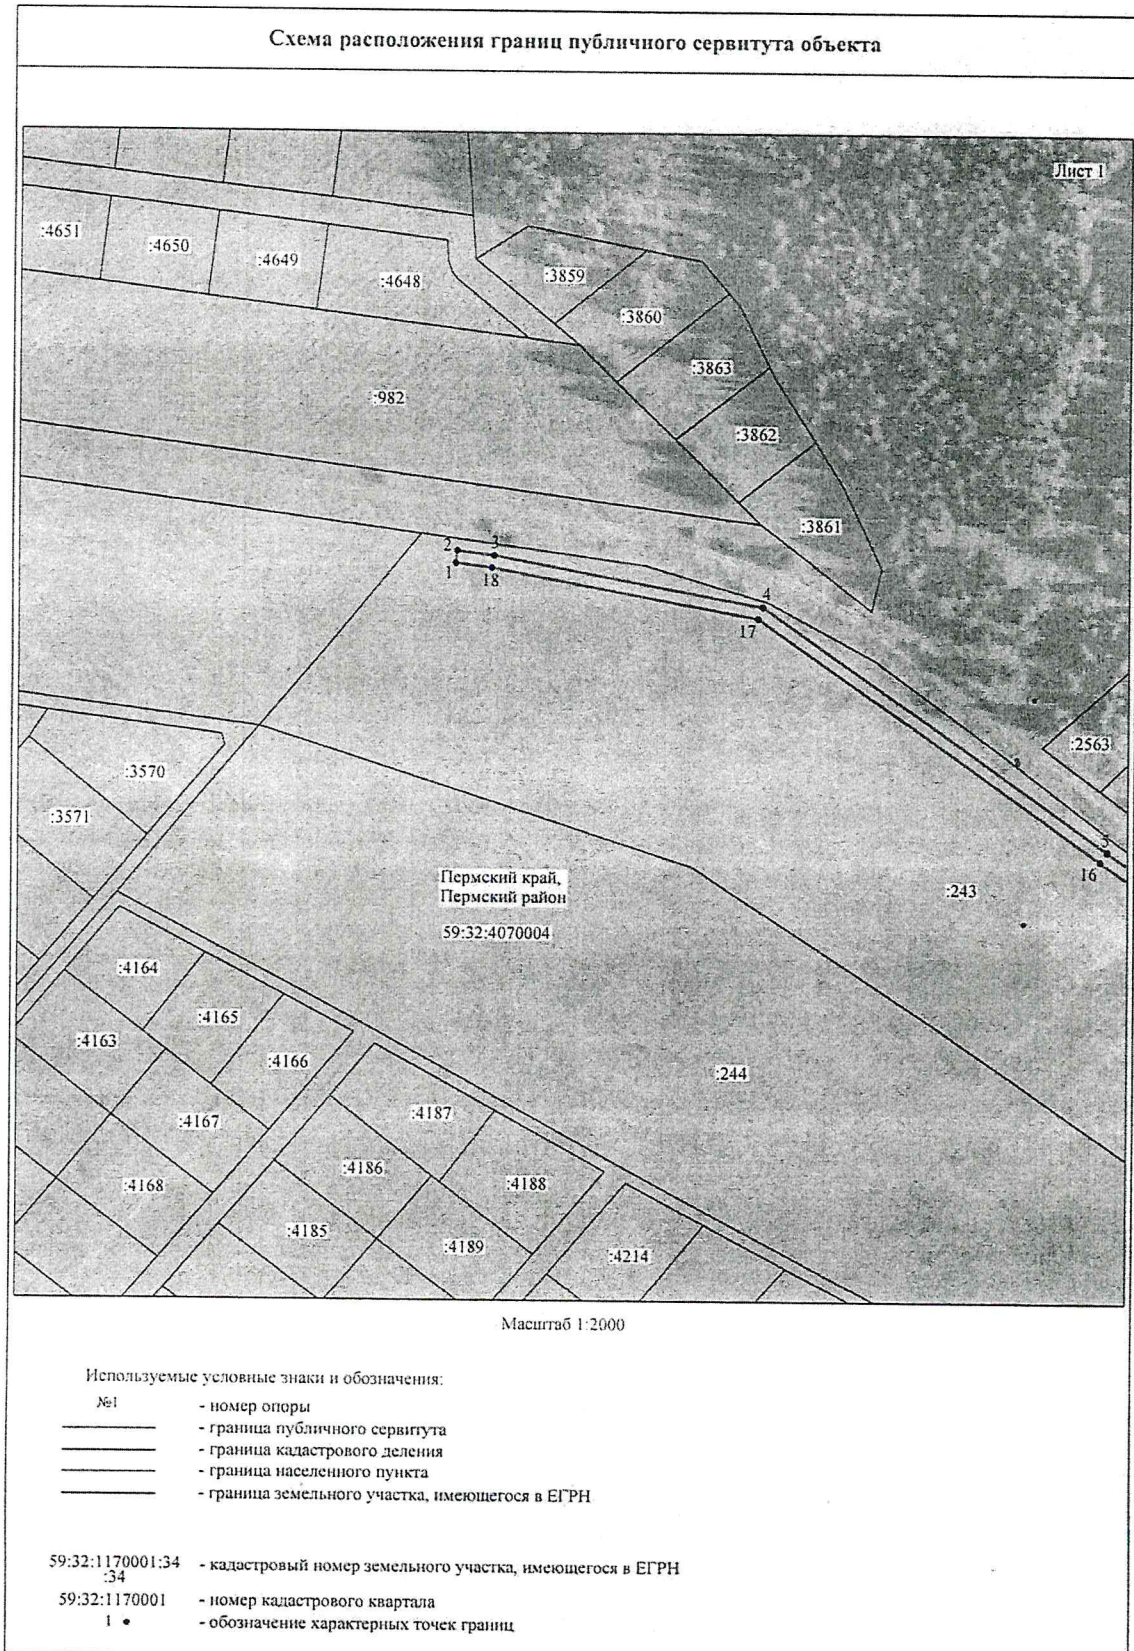 Схема расположения границ публичного сервитута объекта
Лист 1
:4651
:4650
:4649
:4648
:3859
:3860
:3863
:3862
:3861
:982
2
3
1
18
4
17
:2563
5
16
:3570
:3571
Пермский край,
Пермский район
59:32:4070004
:243
:244
:4164
:4165
:4163
:4166
:4167
:4168
:4187
:4186
:4188
:4185
:4189
:4214
Масштаб 1:2000
Используемые условные знаки и обозначения:
№1 - номер опоры
- граница публичного сервитута
- граница кадастрового деления
- граница населенного пункта
- граница земельного участка, имеющегося в ЕГРН
59:32:1170001:34 - кадастровый номер земельного участка, имеющегося в ЕГРН
:34
59:32:1170001 - номер кадастрового квартала
1 • - обозначение характерных точек границ